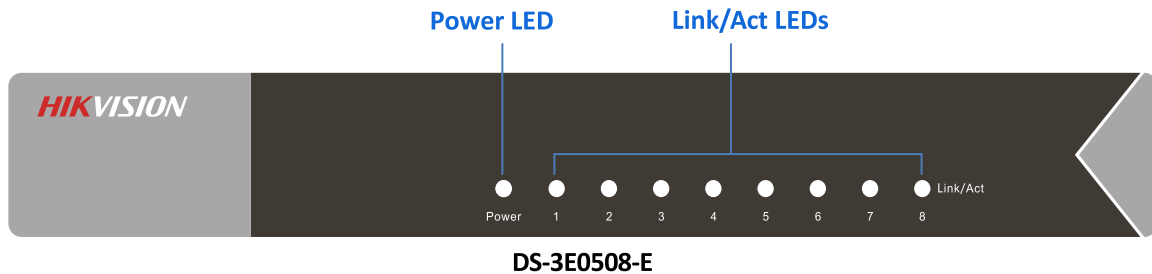 Power LED Link/Act LEDs
HIKVISION
Link/Act
Power 1 2 3 4 5 6 7 8
DS-3E0508-E